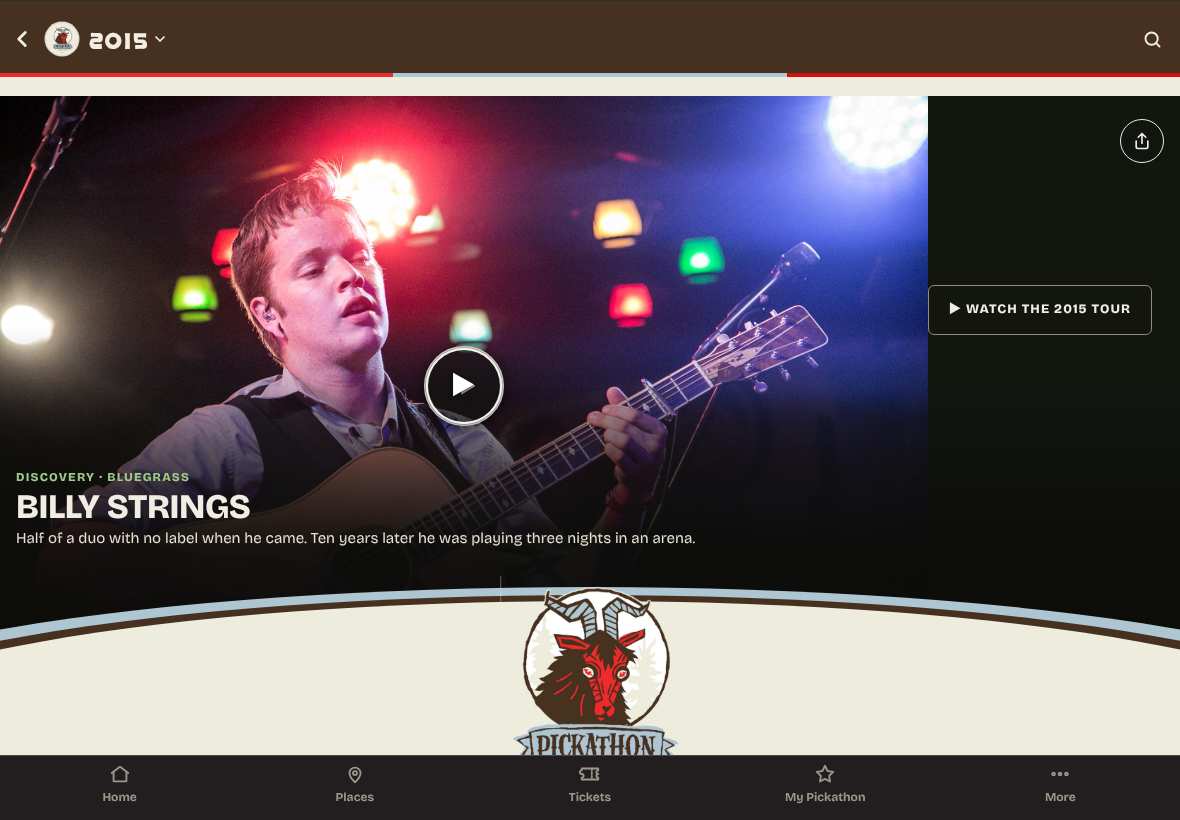 2015
WATCH THE 2015 TOUR
DISCOVERY · BLUEGRASS
BILLY STRINGS
Half of a duo with no label when he came. Ten years later he was playing three nights in an arena.
PICKATHON
Home
Places
Tickets
My Pickathon
More